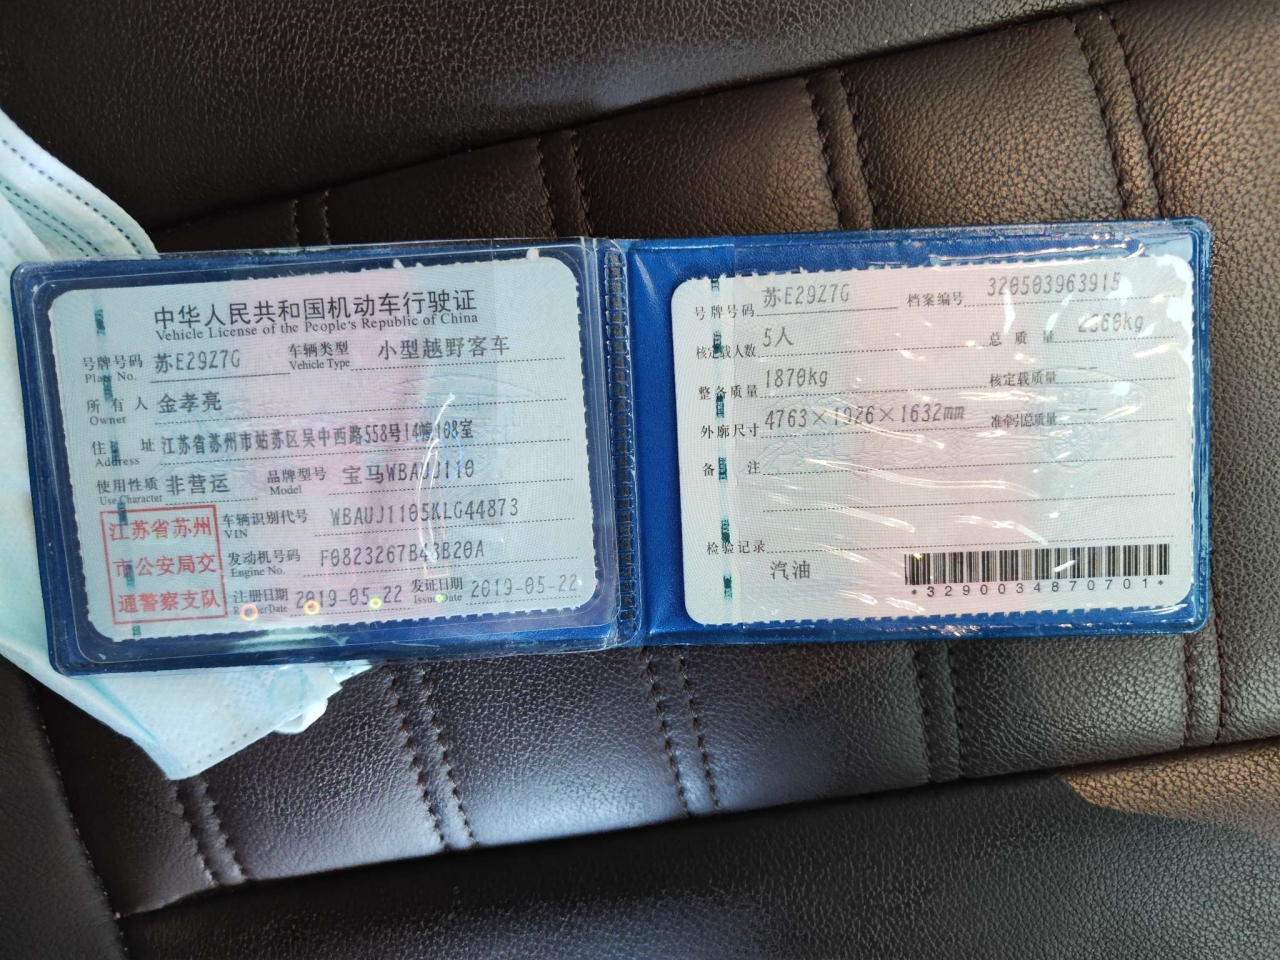 中华人民共和国机动车行驶证
Vehicle License of the People's Republic of China
号牌号码 苏E29Z7G 车辆类型 小型越野客车
Plate No. Vehicle Type
所有人 金孝亮
Owner
住址 江苏省苏州市姑苏区吴中西路558号14幢108室
Address
使用性质 非营运 品牌型号 宝马WBAUJ110
Use Character Model
江苏省苏州
市公安局交
通警察支队
车辆识别代号 WBAUJ1105KLG44873
VIN
发动机号码 F0823267B43B20A
Engine No.
注册日期 2019-05-22 发证日期 2019-05-22
Register Date Issue Date
号牌号码 苏E29Z7G 档案编号 320503963915
核定载人数 5人 总质量 2360kg
整备质量 1870kg 核定载质量 --
外廓尺寸 4763×1926×1632mm 准牵引总质量 --
备注
检验记录
汽油
*3290034870701*